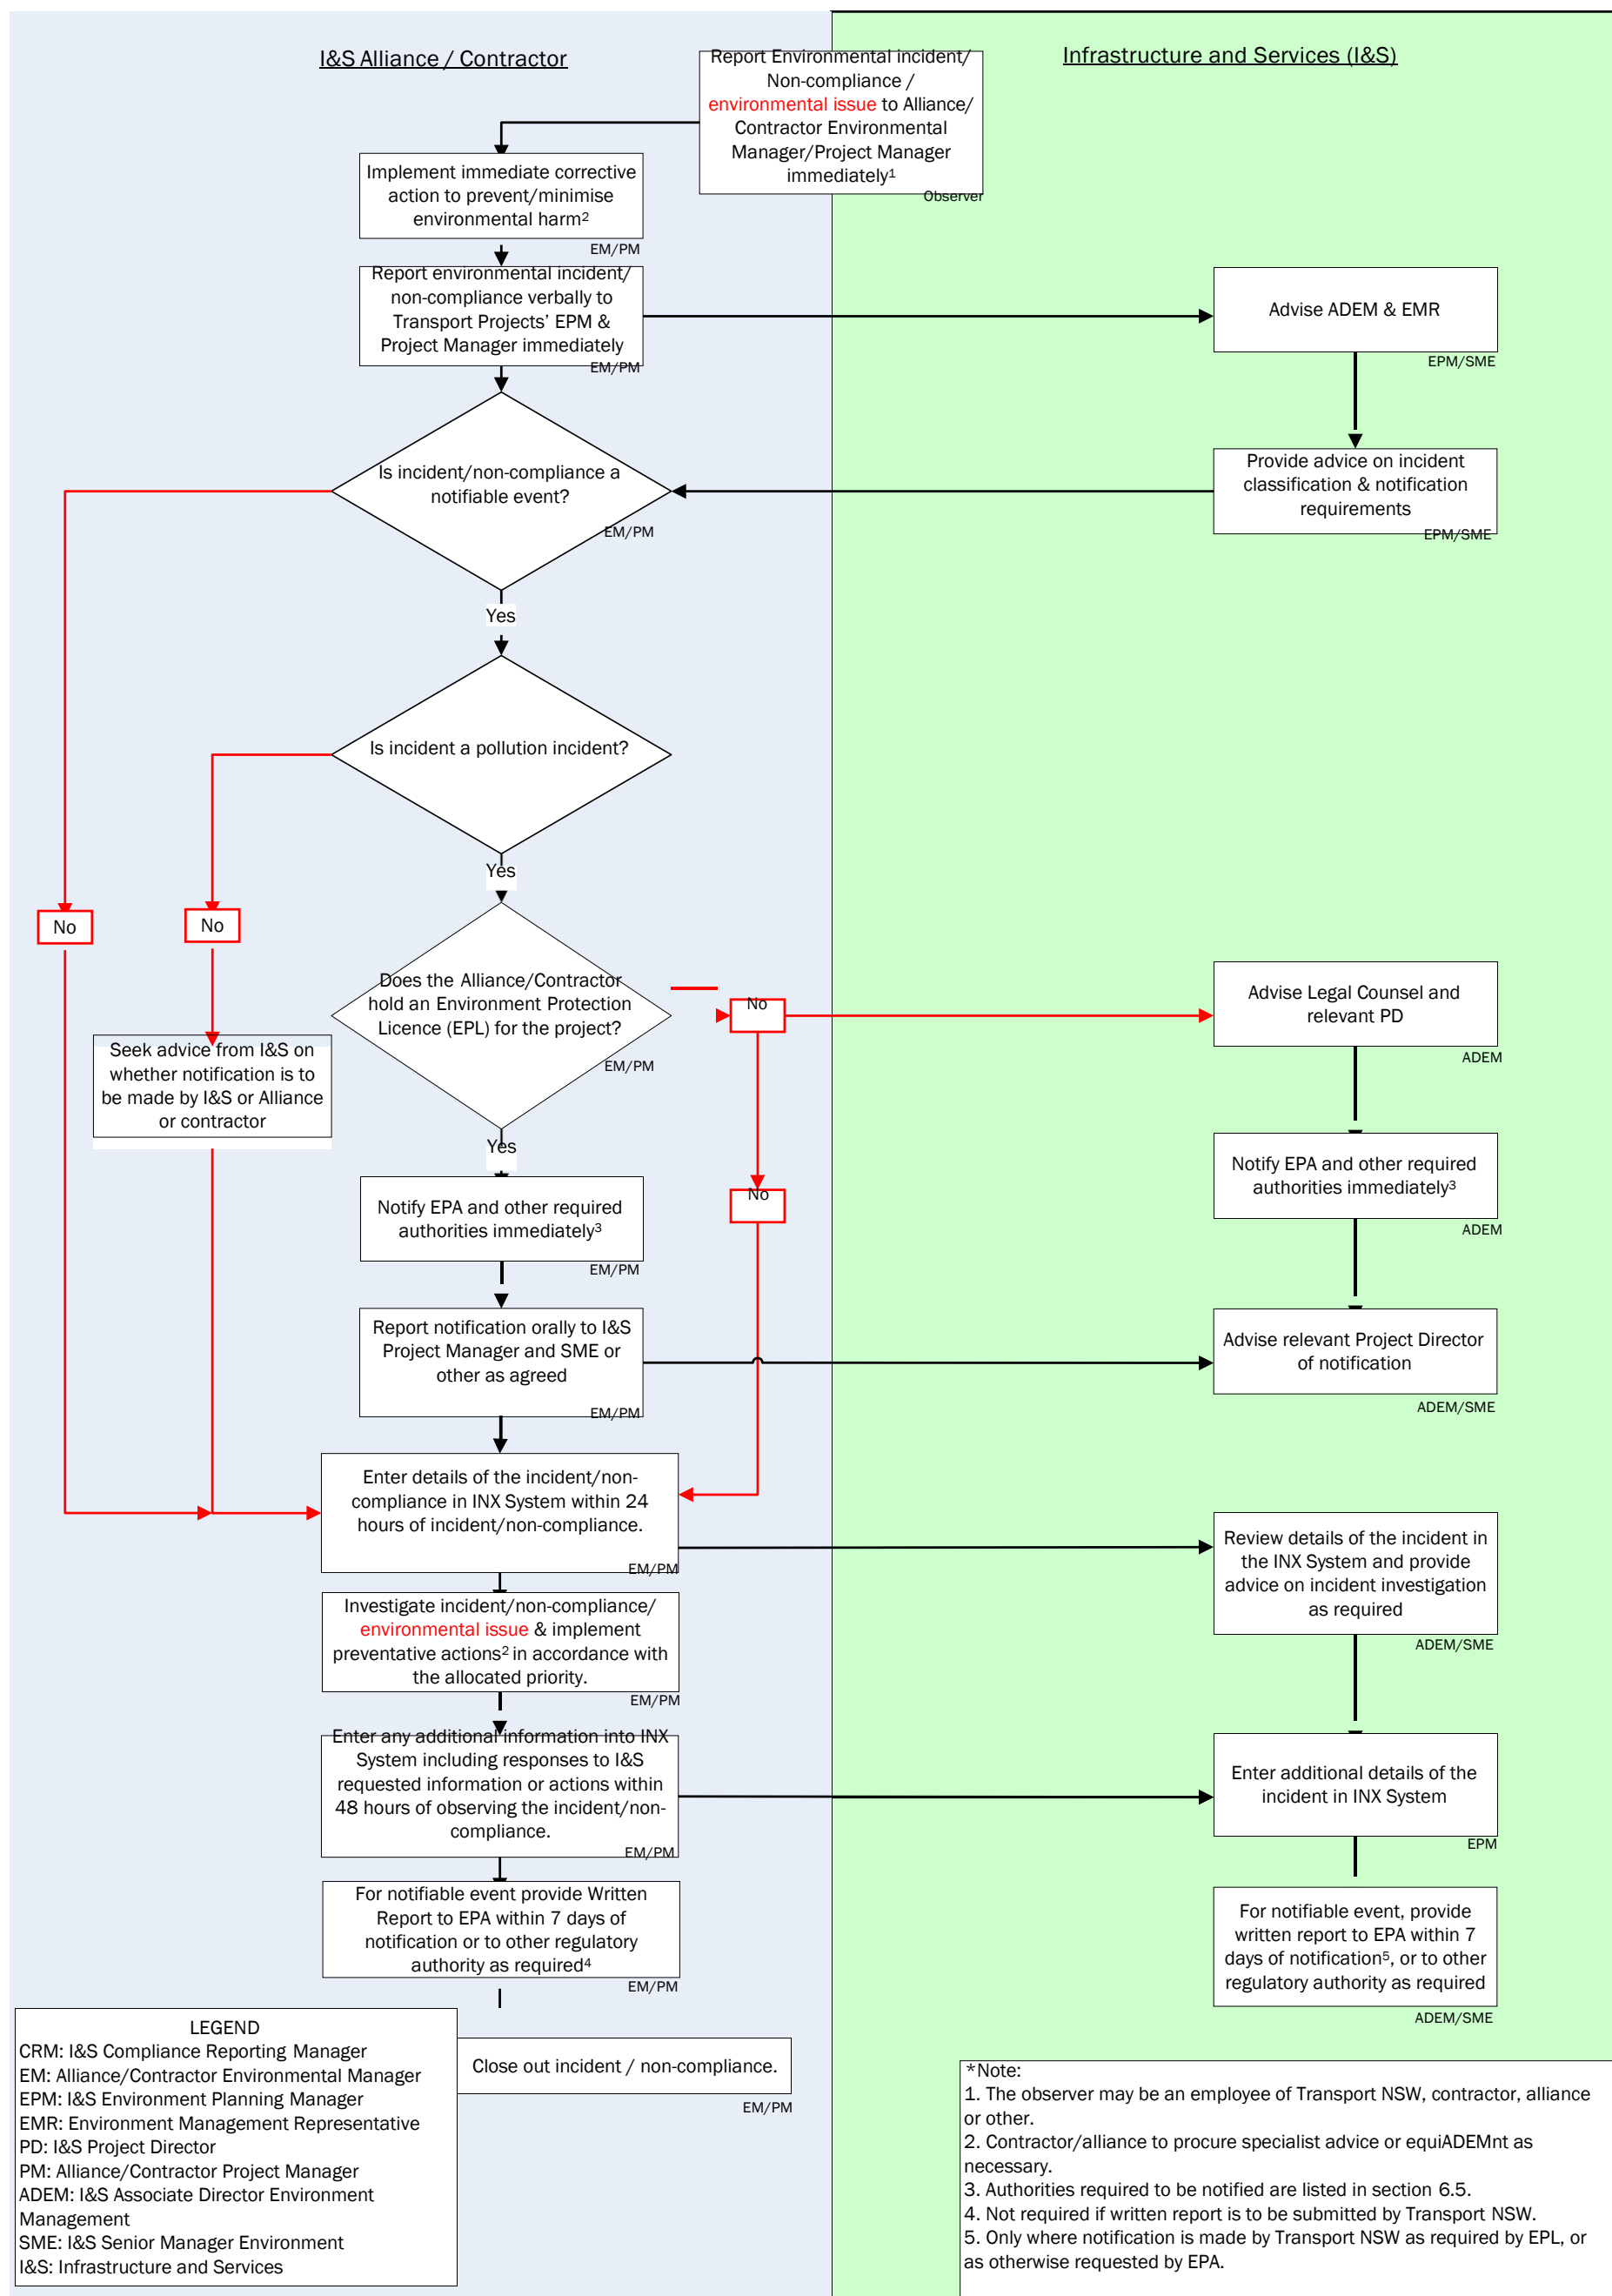 I&S Alliance / Contractor
Infrastructure and Services (I&S)
Report Environmental incident/
Non-compliance /
environmental issue to Alliance/
Contractor Environmental
Manager/Project Manager
immediately1
Observer
Implement immediate corrective
action to prevent/minimise
environmental harm2
EM/PM
Report environmental incident/
non-compliance verbally to
Transport Projects' EPM &
Project Manager immediately
EM/PM
Advise ADEM & EMR
EPM/SME
Is incident/non-compliance a
notifiable event?
EM/PM
Provide advice on incident
classification & notification
requirements
EPM/SME
Yes
Is incident a pollution incident?
Yes
No
No
Does the Alliance/Contractor
hold an Environment Protection
Licence (EPL) for the project?
EM/PM
No
Advise Legal Counsel and
relevant PD
ADEM
Seek advice from I&S on
whether notification is to
be made by I&S or Alliance
or contractor
Yes
Notify EPA and other required
authorities immediately3
EM/PM
No
Notify EPA and other required
authorities immediately3
ADEM
Report notification orally to I&S
Project Manager and SME or
other as agreed
EM/PM
Advise relevant Project Director
of notification
ADEM/SME
Enter details of the incident/non-
compliance in INX System within 24
hours of incident/non-compliance.
EM/PM
Review details of the incident in
the INX System and provide
advice on incident investigation
as required
ADEM/SME
Investigate incident/non-compliance/
environmental issue & implement
preventative actions2 in accordance with
the allocated priority.
EM/PM
Enter any additional information into INX
System including responses to I&S
requested information or actions within
48 hours of observing the incident/non-
compliance.
EM/PM
Enter additional details of the
incident in INX System
EPM
For notifiable event provide Written
Report to EPA within 7 days of
notification or to other regulatory
authority as required4
EM/PM
For notifiable event, provide
written report to EPA within 7
days of notification5, or to other
regulatory authority as required
ADEM/SME
LEGEND
CRM: I&S Compliance Reporting Manager
EM: Alliance/Contractor Environmental Manager
EPM: I&S Environment Planning Manager
EMR: Environment Management Representative
PD: I&S Project Director
PM: Alliance/Contractor Project Manager
ADEM: I&S Associate Director Environment
Management
SME: I&S Senior Manager Environment
I&S: Infrastructure and Services
Close out incident / non-compliance.
EM/PM
*Note:
1. The observer may be an employee of Transport NSW, contractor, alliance
or other.
2. Contractor/alliance to procure specialist advice or equiADEMnt as
necessary.
3. Authorities required to be notified are listed in section 6.5.
4. Not required if written report is to be submitted by Transport NSW.
5. Only where notification is made by Transport NSW as required by EPL, or
as otherwise requested by EPA.